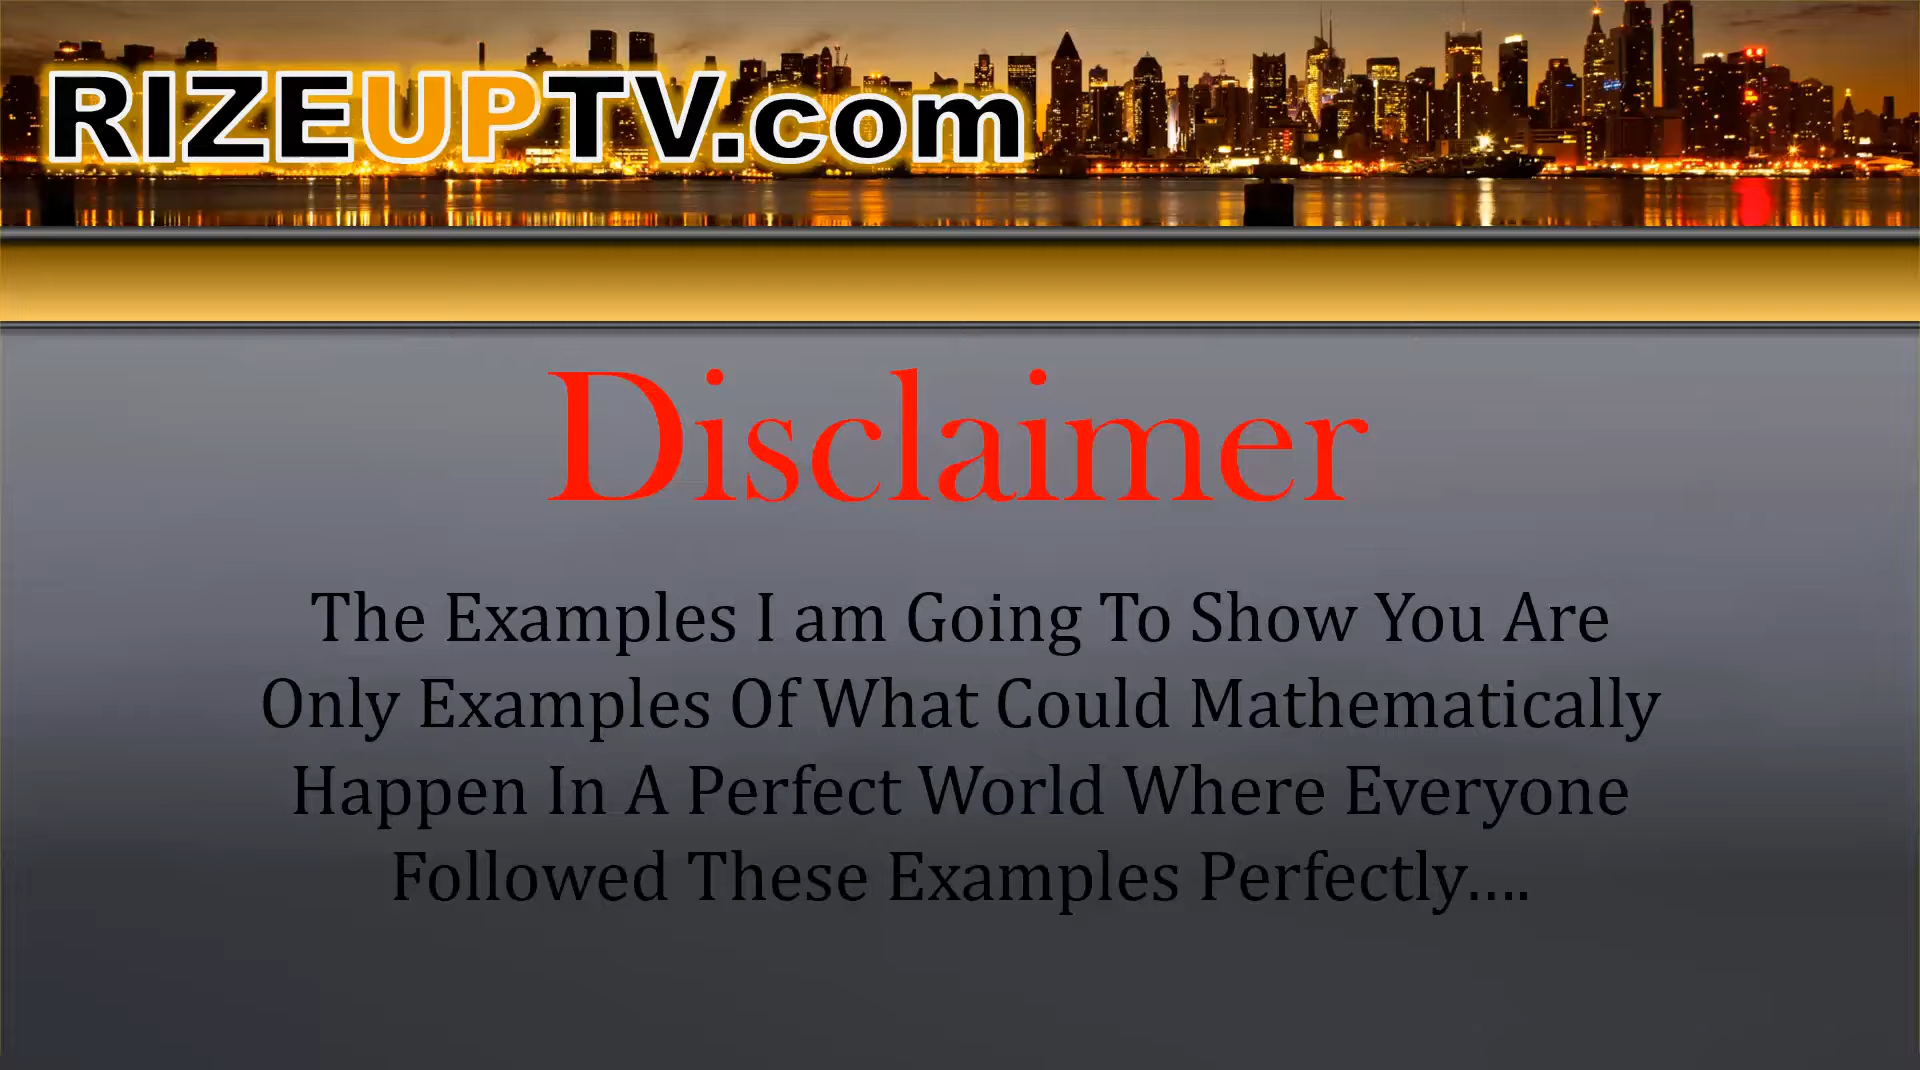 RIZEUPTV.com
Disclaimer
The Examples I am Going To Show You Are
Only Examples Of What Could Mathematically
Happen In A Perfect World Where Everyone
Followed These Examples Perfectly....